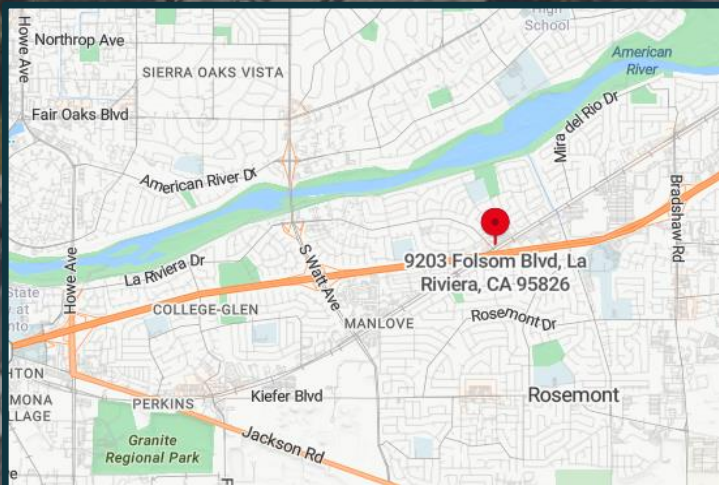 High
School
Howe Ave
Northrop Ave
American
River
SIERRA OAKS VISTA
Fair Oaks Blvd
Mira del Rio Dr
American River Dr
Bradshaw Rd
Howe Ave
La Riviera Dr
S Watt Ave
9203 Folsom Blvd, La
Riviera, CA 95826
State
y at
nto
COLLEGE-GLEN
MANLOVE
Rosemont Dr
HTON
MONA
LLAGE
PERKINS
Kiefer Blvd
Rosemont
Granite
Regional Park
Jackson Rd